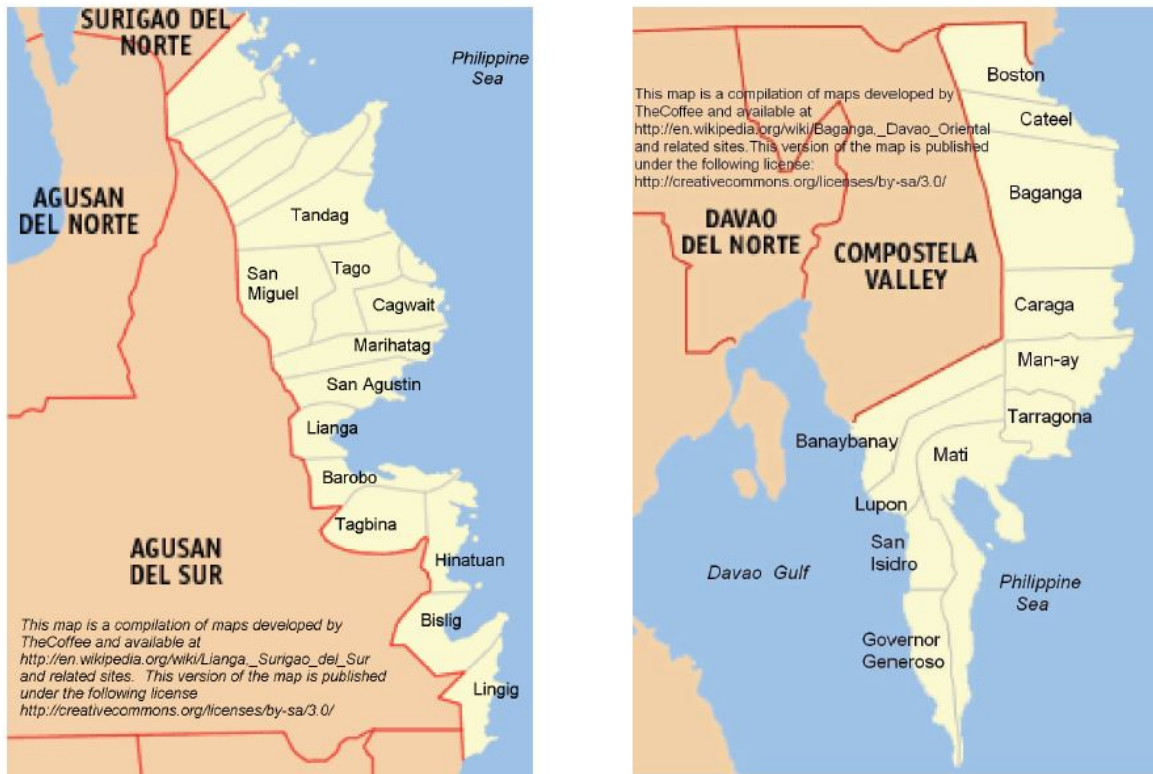 SURIGAO DEL
NORTE
Philippine
Sea
AGUSAN
DEL NORTE
Tandag
San
Miguel
Tago
Cagwait
Marihatag
San Agustin
Lianga
Barobo
Tagbina
AGUSAN
DEL SUR
Hinatuan
Bislig
Lingig
This map is a compilation of maps developed by
TheCoffee and available at
http://en.wikipedia.org/wiki/Lianga,_Surigao_del_Sur
and related sites. This version of the map is published
under the following license
http://creativecommons.org/licenses/by-sa/3.0/
Boston
This map is a compilation of maps developed by
TheCoffee and available at
http://en.wikipedia.org/wiki/Baganga,_Davao_Oriental
and related sites.This version of the map is published
under the following license:
http://creativecommons.org/licenses/by-sa/3.0/
Cateel
Baganga
DAVAO
DEL NORTE
COMPOSTELA
VALLEY
Caraga
Man-ay
Tarragona
Banaybanay
Mati
Lupon
San
Isidro
Davao Gulf
Philippine
Sea
Governor
Generoso